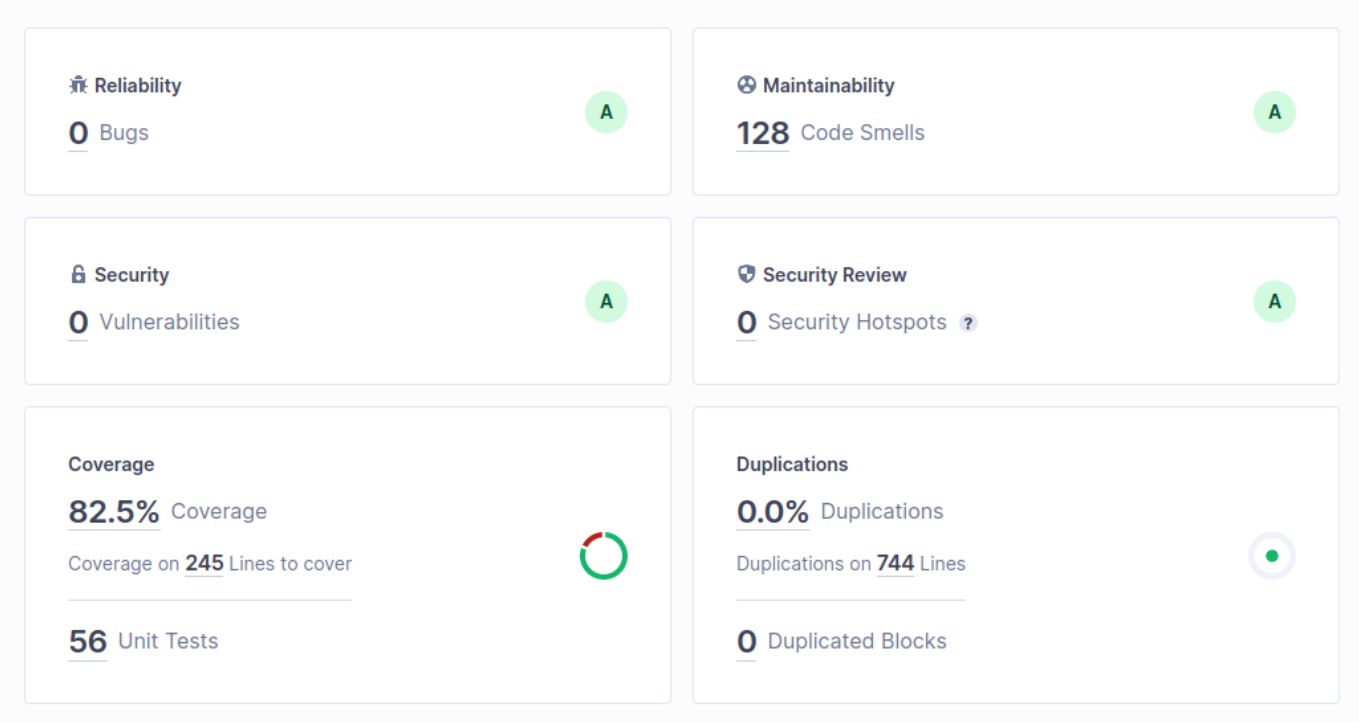 Reliability
0 Bugs
A
Maintainability
128 Code Smells
A
Security
0 Vulnerabilities
A
Security Review
0 Security Hotspots ?
A
Coverage
82.5% Coverage
Coverage on 245 Lines to cover
56 Unit Tests
Duplications
0.0% Duplications
Duplications on 744 Lines
0 Duplicated Blocks